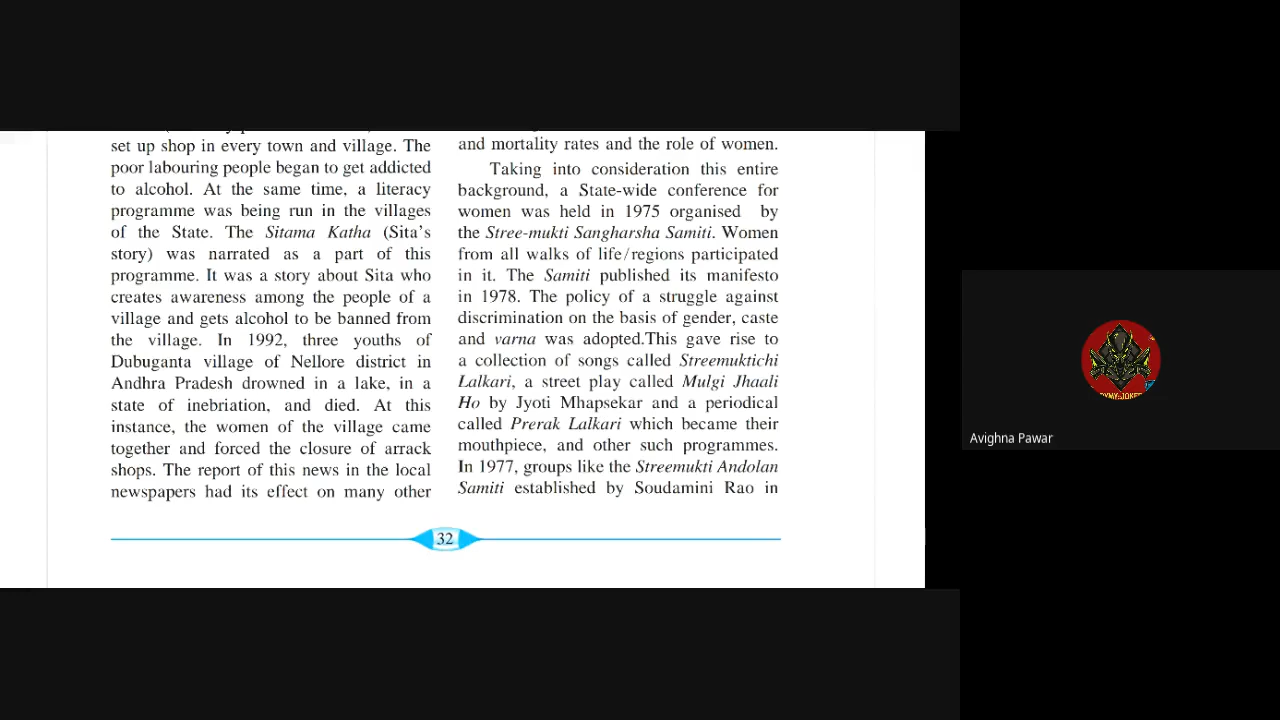 set up shop in every town and village. The
poor labouring people began to get addicted
to alcohol. At the same time, a literacy
programme was being run in the villages
of the State. The Sitama Katha (Sita's
story) was narrated as a part of this
programme. It was a story about Sita who
creates awareness among the people of a
village and gets alcohol to be banned from
the village. In 1992, three youths of
Dubuganta village of Nellore district in
Andhra Pradesh drowned in a lake, in a
state of inebriation, and died. At this
instance, the women of the village came
together and forced the closure of arrack
shops. The report of this news in the local
newspapers had its effect on many other
and mortality rates and the role of women.
Taking into consideration this entire
background, a State-wide conference for
women was held in 1975 organised by
the Stree-mukti Sangharsha Samiti. Women
from all walks of life/regions participated
in it. The Samiti published its manifesto
in 1978. The policy of a struggle against
discrimination on the basis of gender, caste
and varna was adopted.This gave rise to
a collection of songs called Streemuktichi
Lalkari, a street play called Mulgi Jhaali
Ho by Jyoti Mhapsekar and a periodical
called Prerak Lalkari which became their
mouthpiece, and other such programmes.
In 1977, groups like the Streemukti Andolan
Samiti established by Soudamini Rao in
32
Avighna Pawar